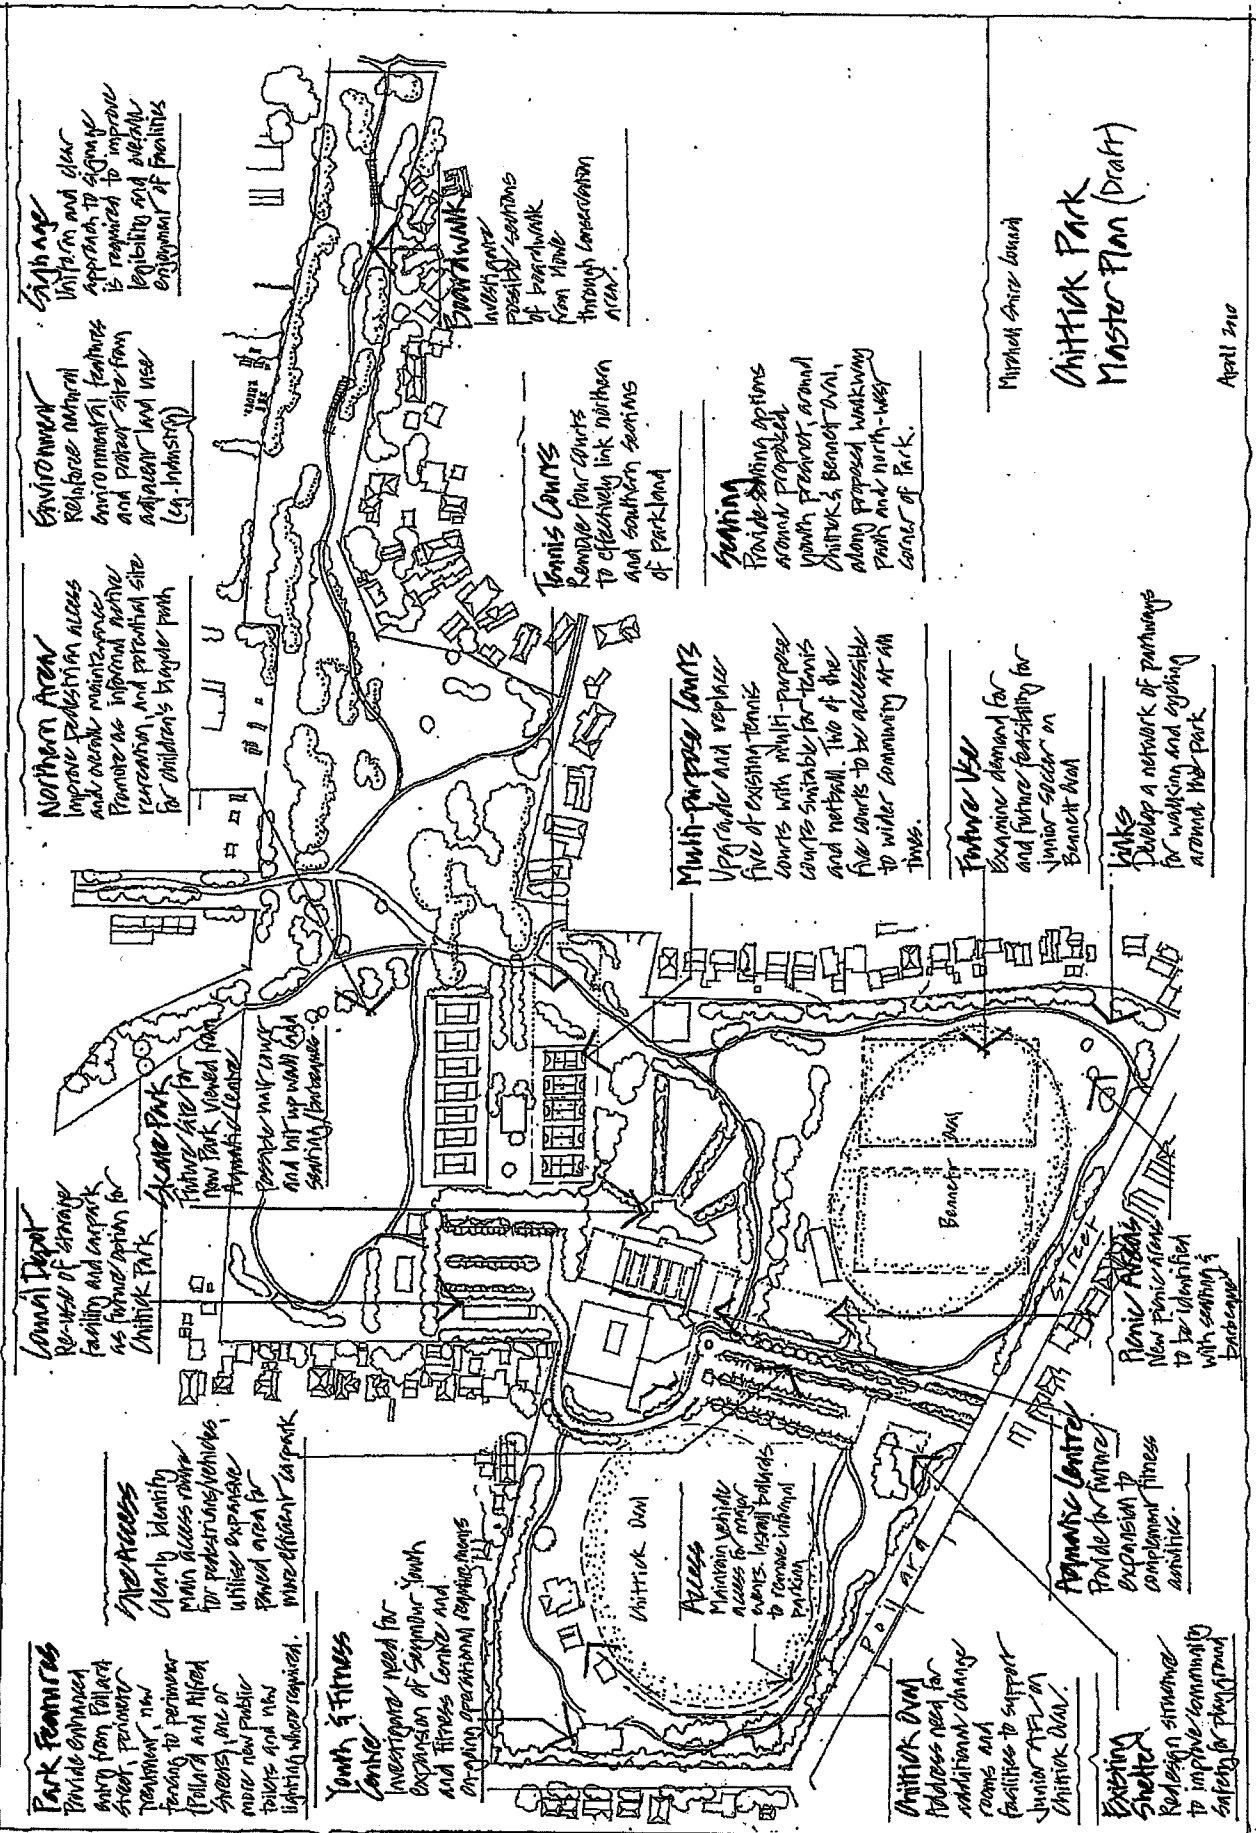 Park Features
Provide enhanced
entry from Pollard
Street, perimeter
treatment, new
fencing to perimeter
(Pollard and Alfred
Streets), one or
more new public
toilets and new
lighting where required.
Site Access
Clearly identify
main access route
for pedestrians/vehicles,
utilise expansive
paved area for
more efficient carpark
Council Depot
Re-use of storage
facility and carpark
as future option for
Chittick Park
Skate Park
Future site for
new Park viewed from
Aquatic Centre
Possible half court
and hit up wall and
seating/barbeques
Northern Area
Improve pedestrian access
and overall maintenance
Promote as informal active
recreation, and potential site
for children's bicycle path
Environment
Reinforce natural
environmental features
and protect site from
adjacent land use
(eg. Industry)
Signage
Uniform and clear
approach to signage
is required to improve
legibility and overall
enjoyment of facilities
Youth & Fitness
Centre
Investigate need for
expansion of Seymour Youth
and Fitness Centre and
on-going operational requirements
Chittick Oval
Access
Maintain vehicle
access for major
events. Install bollards
to remove informal
parking
Bennett Oval
Pollard Street
Boardwalk
Investigate
possible sections
of boardwalk
from
through conservation
area.
Tennis Courts
Remove four courts
to effectively link northern
and southern sections
of parkland
Seating
Provide seating options
around proposed
youth precinct, around
Chittick & Bennett Oval,
along proposed walkway
path and north-west
corner of Park.
Multi-Purpose Courts
Upgrade and replace
five of existing tennis
courts with multi-purpose
courts suitable for tennis
and netball. Two of the
five courts to be accessible
to wider community at all
times.
Future Use
Examine demand for
and future feasibility for
junior soccer on
Bennett Oval
Links
Develop a network of pathways
for walking and cycling
around the Park
Picnic Areas
New picnic areas
to be identified
with seating &
barbeques
Aquatic Centre
Provide for future
expansion to
complement fitness
activities.
Chittick Oval
Address need for
additional change
rooms and
facilities to support
Junior AFL on
Chittick Oval.
Existing
Shelter
Redesign structure
to improve community
safety for playground
Mitchell Shire Council
Chittick Park
Master Plan (Draft)
April 2010